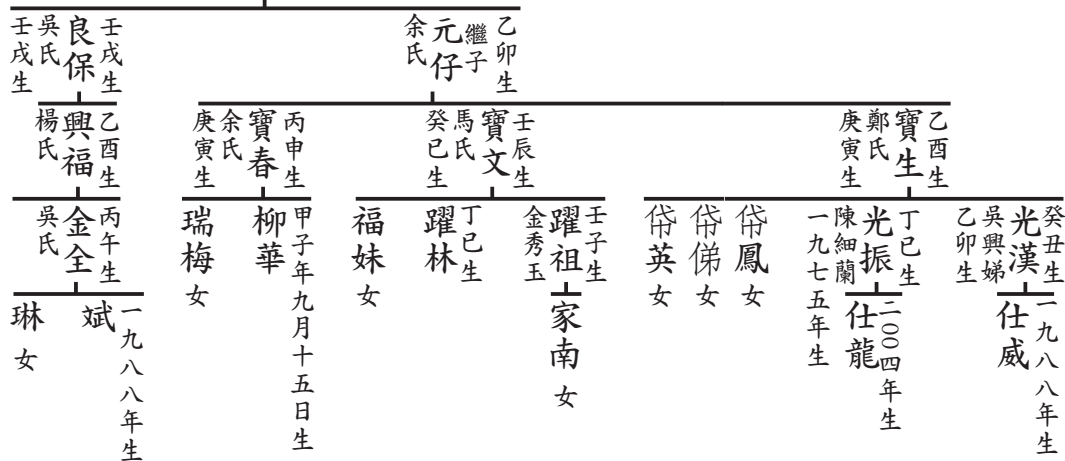 乙卯生
繼子
元仔
余氏
壬戌生
良保
吳氏
壬戌生
乙酉生
寶生
鄭氏
庚寅生
壬辰生
寶文
馬氏
癸巳生
丙申生
寶春
余氏
庚寅生
乙酉生
興福
楊氏
癸丑生
光漢
吳興娣
乙卯生
丁巳生
光振
陳細蘭
一九七五年生
帒鳳 女
帒俤 女
帒英 女
壬子生
躍祖
金秀玉
丁巳生
躍林
福妹 女
甲子年九月十五日生
柳華
瑞梅 女
丙午生
金全
吳氏
一九八八年生
仕威
二00四年生
仕龍
家南 女
一九八八年生
斌
琳 女